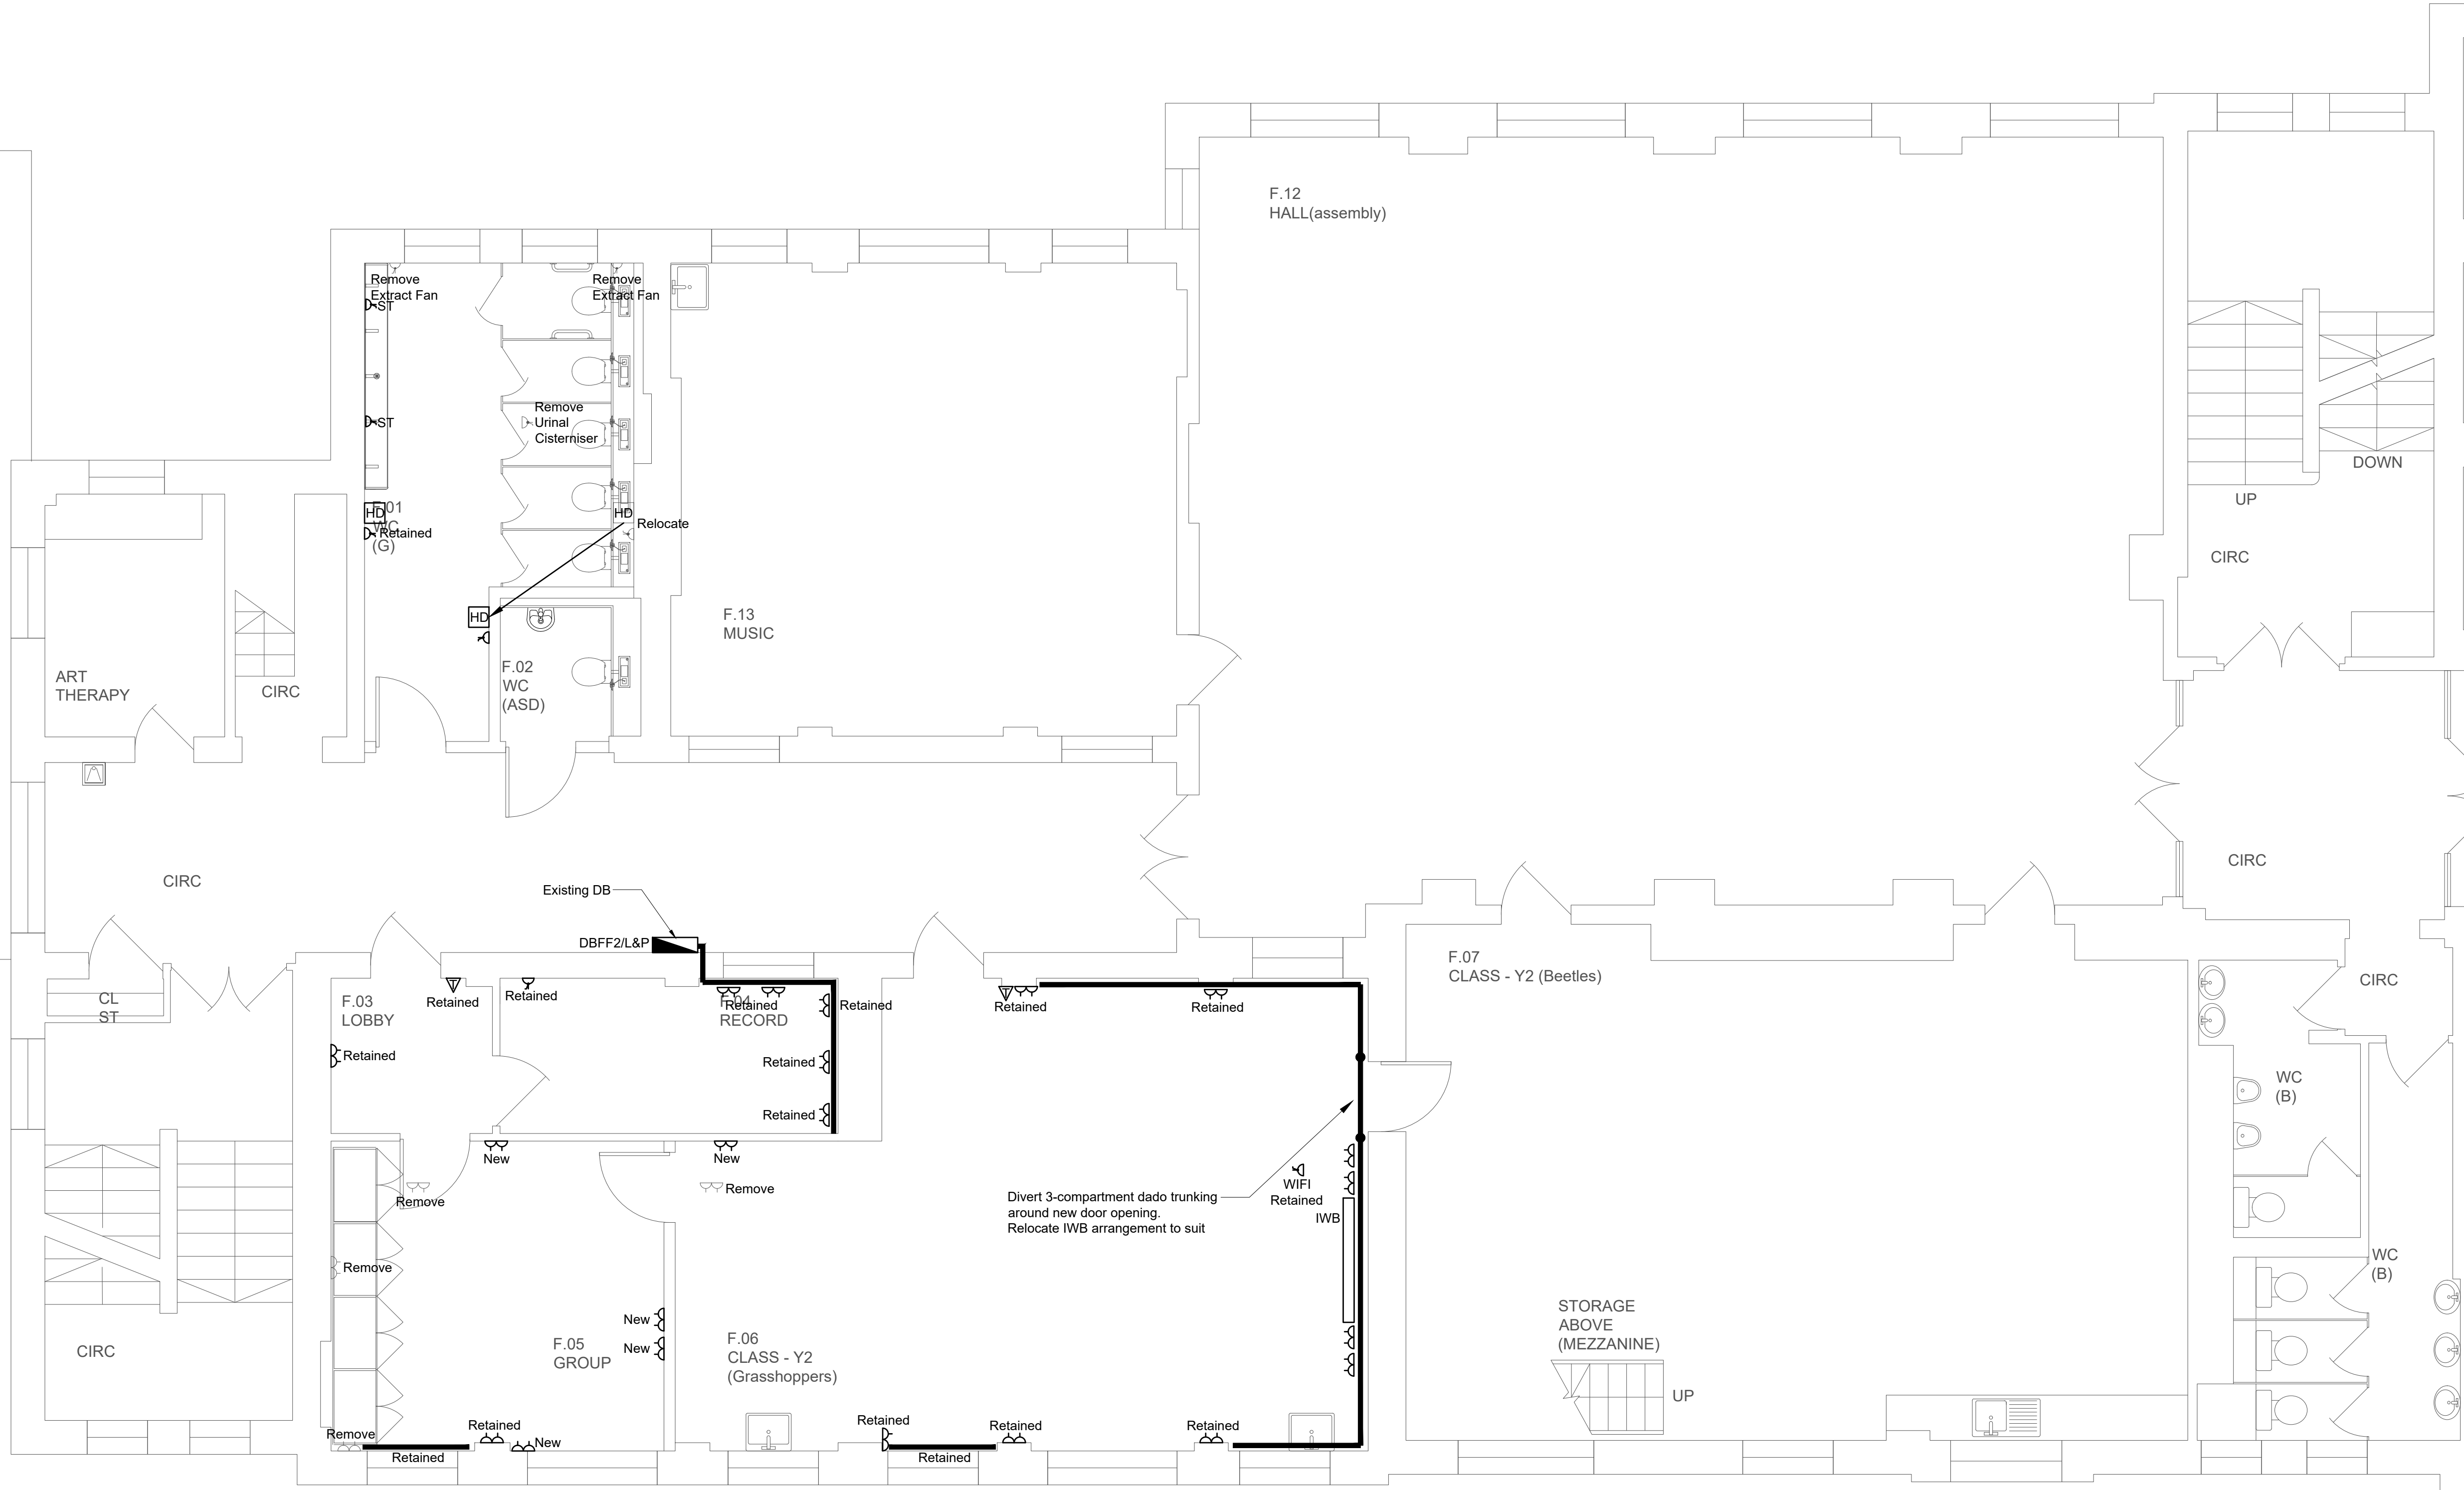 F.12
HALL(assembly)
Remove
Extract Fan
Remove
Extract Fan
ST
Remove
Urinal
Cisterniser
ST
DOWN
UP
F.01
WC
(G)
HD
Retained
HD
Relocate
CIRC
HD
F.13
MUSIC
F.02
WC
(ASD)
ART
THERAPY
CIRC
CIRC
CIRC
Existing DB
DBFF2/L&P
F.07
CLASS - Y2 (Beetles)
CIRC
CL
ST
F.03
LOBBY
Retained
Retained
F.04
RECORD
Retained
Retained
Retained
Retained
Retained
Retained
Retained
WC
(B)
New
New
Remove
Remove
WIFI
Retained
IWB
Divert 3-compartment dado trunking
around new door opening.
Relocate IWB arrangement to suit
WC
(B)
Remove
New
New
F.05
GROUP
F.06
CLASS - Y2
(Grasshoppers)
STORAGE
ABOVE
(MEZZANINE)
UP
CIRC
Remove
Retained
Retained
New
Retained
Retained
Retained
Retained